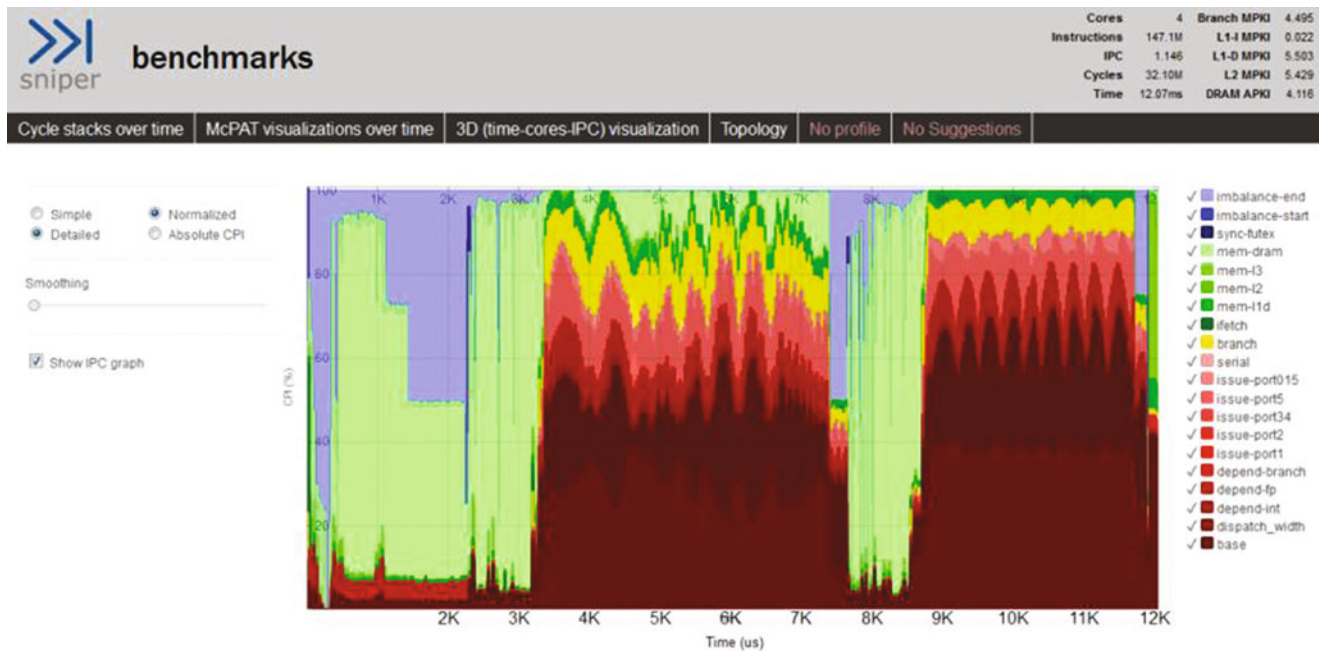 sniper
benchmarks
Cores 4 Branch MPKI 4.495
Instructions 147.1M L1-I MPKI 0.022
IPC 1.146 L1-D MPKI 5.503
Cycles 32.10M L2 MPKI 5.429
Time 12.07ms DRAM APKI 4.116
Cycle stacks over time McPAT visualizations over time 3D (time-cores-IPC) visualization Topology No profile No Suggestions
Simple Normalized
Detailed Absolute CPI
Smoothing
Show IPC graph
CPI (%)
100
80
60
40
20
1K 2K 3K 4K 5K 6K 7K 8K 9K 10K 11K 12
2K 3K 4K 5K 6K 7K 8K 9K 10K 11K 12K
Time (us)
imbalance-end
imbalance-start
sync-futex
mem-dram
mem-l3
mem-l2
mem-l1d
ifetch
branch
serial
issue-port015
issue-port5
issue-port34
issue-port2
issue-port1
depend-branch
depend-fp
depend-int
dispatch_width
base